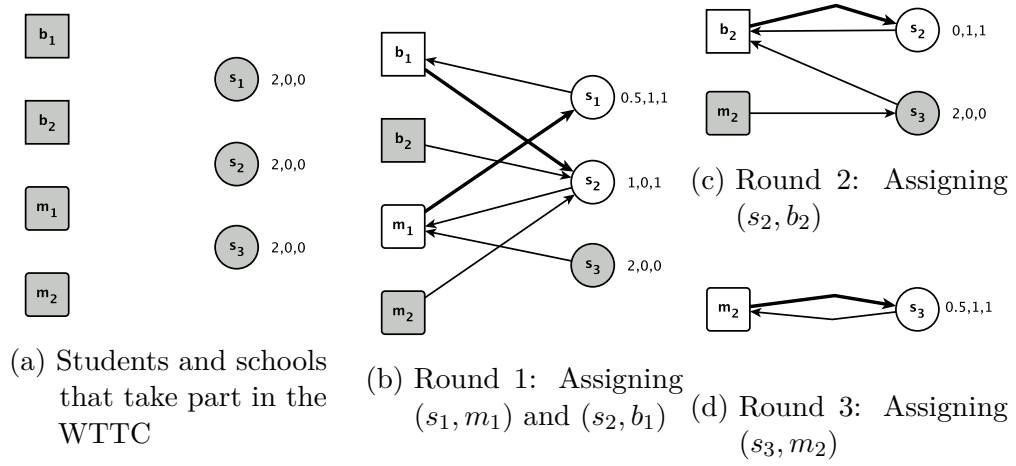 b1
b2
m1
m2
s1 2,0,0
s2 2,0,0
s3 2,0,0
(a) Students and schools
that take part in the
WTTC
b1
b2
m1
m2
s1 0.5,1,1
s2 1,0,1
s3 2,0,0
(b) Round 1: Assigning
(s1, m1) and (s2, b1)
b2
m2
s2 0,1,1
s3 2,0,0
(c) Round 2: Assigning
(s2, b2)
m2
s3 0.5,1,1
(d) Round 3: Assigning
(s3, m2)